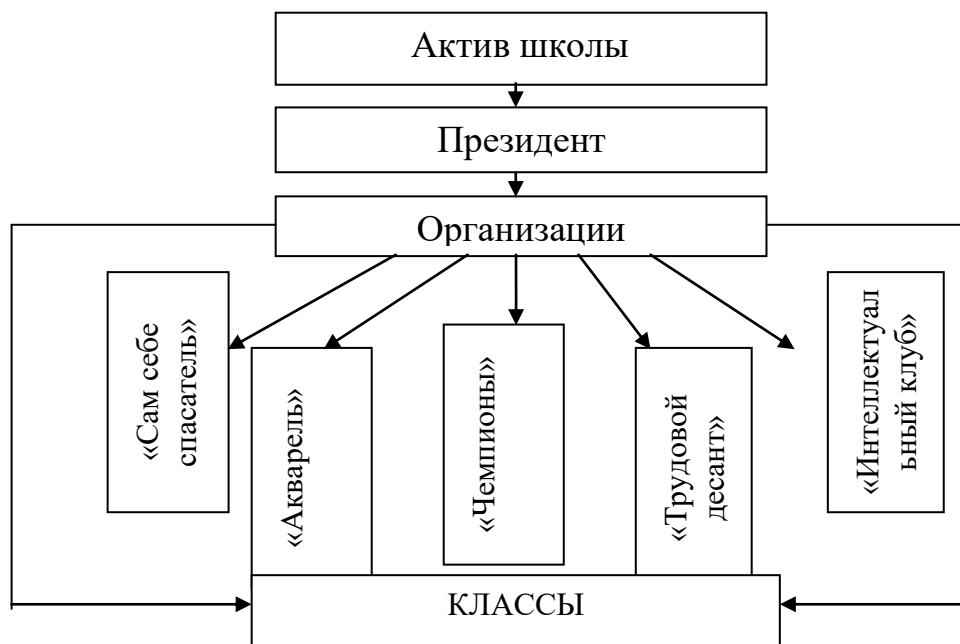 Актив школы
Президент
Организации
«Сам себе
спасатель»
«Акварель»
«Чемпионы»
«Трудовой
десант»
«Интеллектуал
ьный клуб»
КЛАССЫ